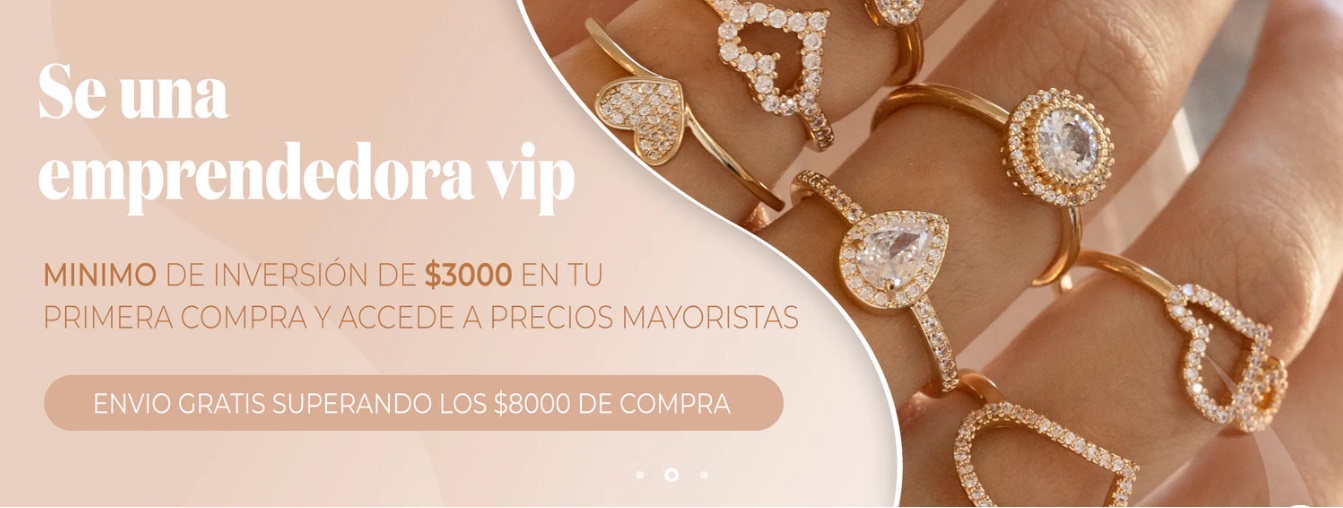 Se una
emprendedora vip
MINIMO DE INVERSIÓN DE $3000 EN TU
PRIMERA COMPRA Y ACCEDE A PRECIOS MAYORISTAS
ENVIO GRATIS SUPERANDO LOS $8000 DE COMPRA